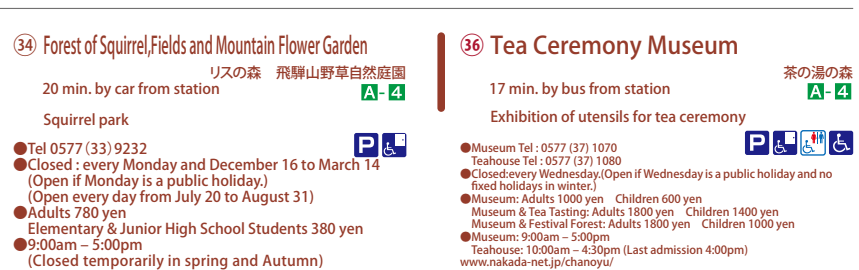 34 Forest of Squirrel,Fields and Mountain Flower Garden
リスの森　飛騨山野草自然庭園
20 min. by car from station
A - 4
Squirrel park
●Tel 0577（33）9232
P
●Closed : every Monday and December 16 to March 14
(Open if Monday is a public holiday.)
(Open every day from July 20 to August 31)
●Adults 780 yen
Elementary & Junior High School Students 380 yen
●9:00am – 5:00pm
(Closed temporarily in spring and Autumn)
36 Tea Ceremony Museum
茶の湯の森
17 min. by bus from station
A - 4
Exhibition of utensils for tea ceremony
P
●Museum Tel : 0577 (37) 1070
Teahouse Tel : 0577 (37) 1080
●Closed:every Wednesday.(Open if Wednesday is a public holiday and no
fixed holidays in winter.)
●Museum: Adults 1000 yen　Children 600 yen
Museum & Tea Tasting: Adults 1800 yen　Children 1400 yen
Museum & Festival Forest: Adults 1800 yen　Children 1000 yen
●Museum: 9:00am – 5:00pm
Teahouse: 10:00am – 4:30pm (Last admission 4:00pm)
www.nakada-net.jp/chanoyu/